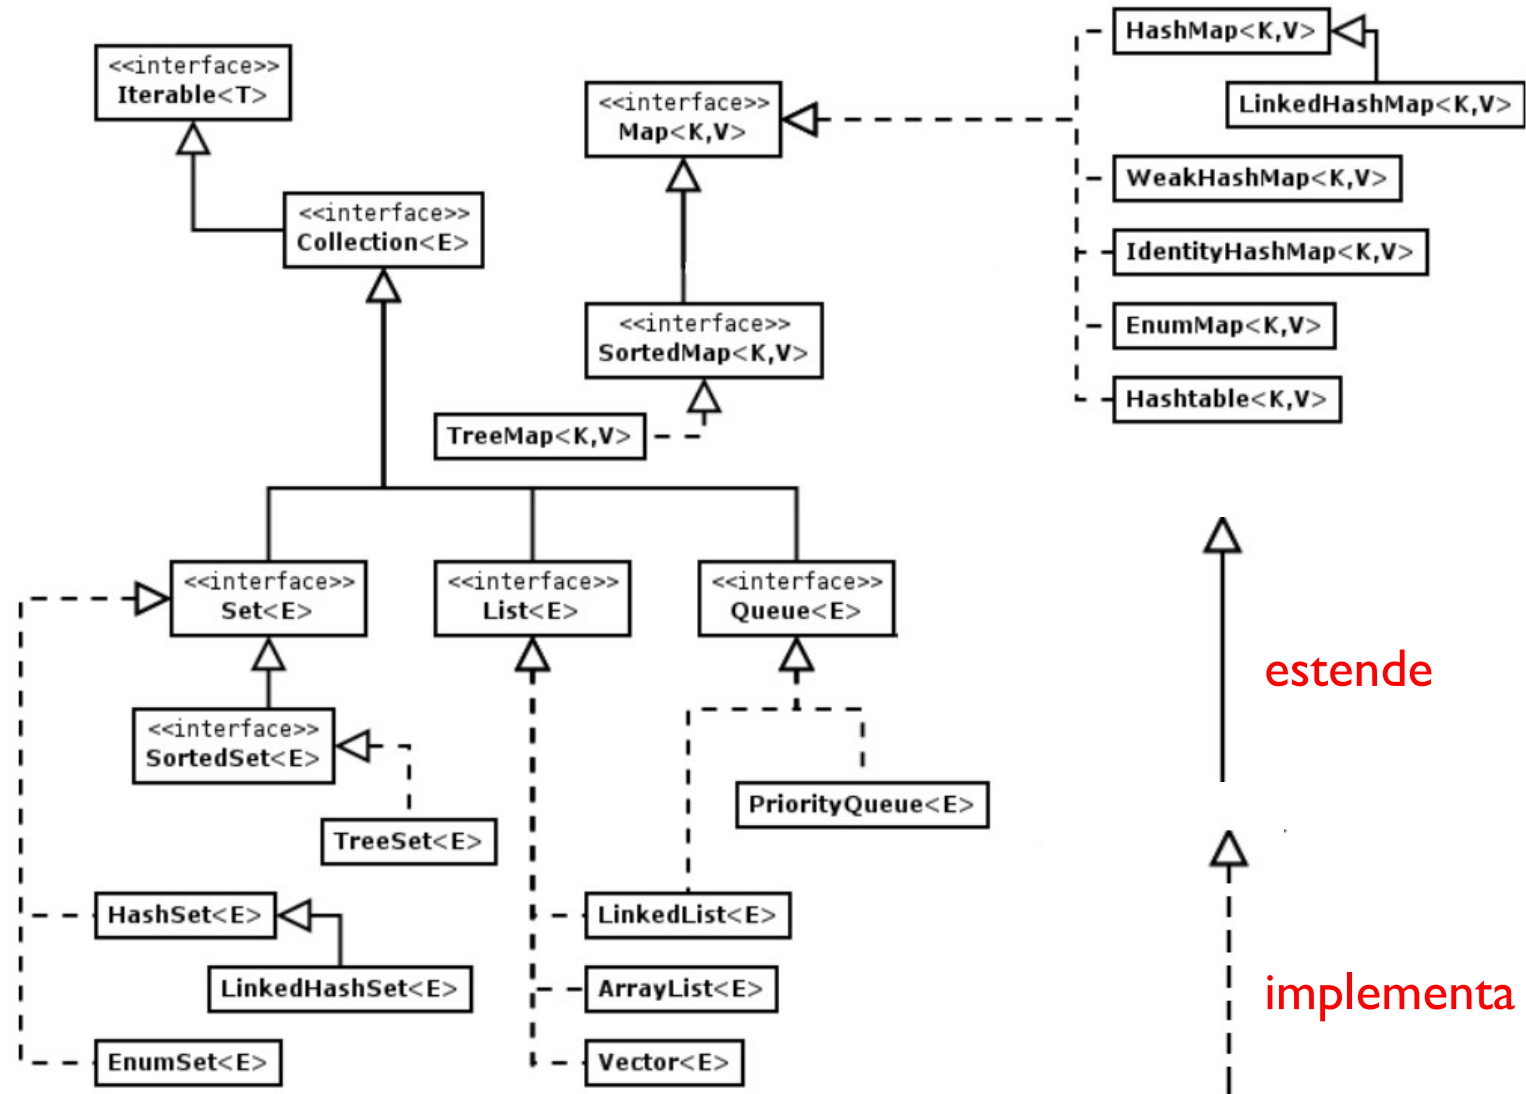 <<interface>>
Iterable<T>
<<interface>>
Collection<E>
<<interface>>
Map<K,V>
<<interface>>
SortedMap<K,V>
TreeMap<K,V>
HashMap<K,V>
LinkedHashMap<K,V>
WeakHashMap<K,V>
IdentityHashMap<K,V>
EnumMap<K,V>
Hashtable<K,V>
<<interface>>
Set<E>
<<interface>>
List<E>
<<interface>>
Queue<E>
<<interface>>
SortedSet<E>
TreeSet<E>
HashSet<E>
LinkedHashSet<E>
EnumSet<E>
PriorityQueue<E>
LinkedList<E>
ArrayList<E>
Vector<E>
estende
implementa